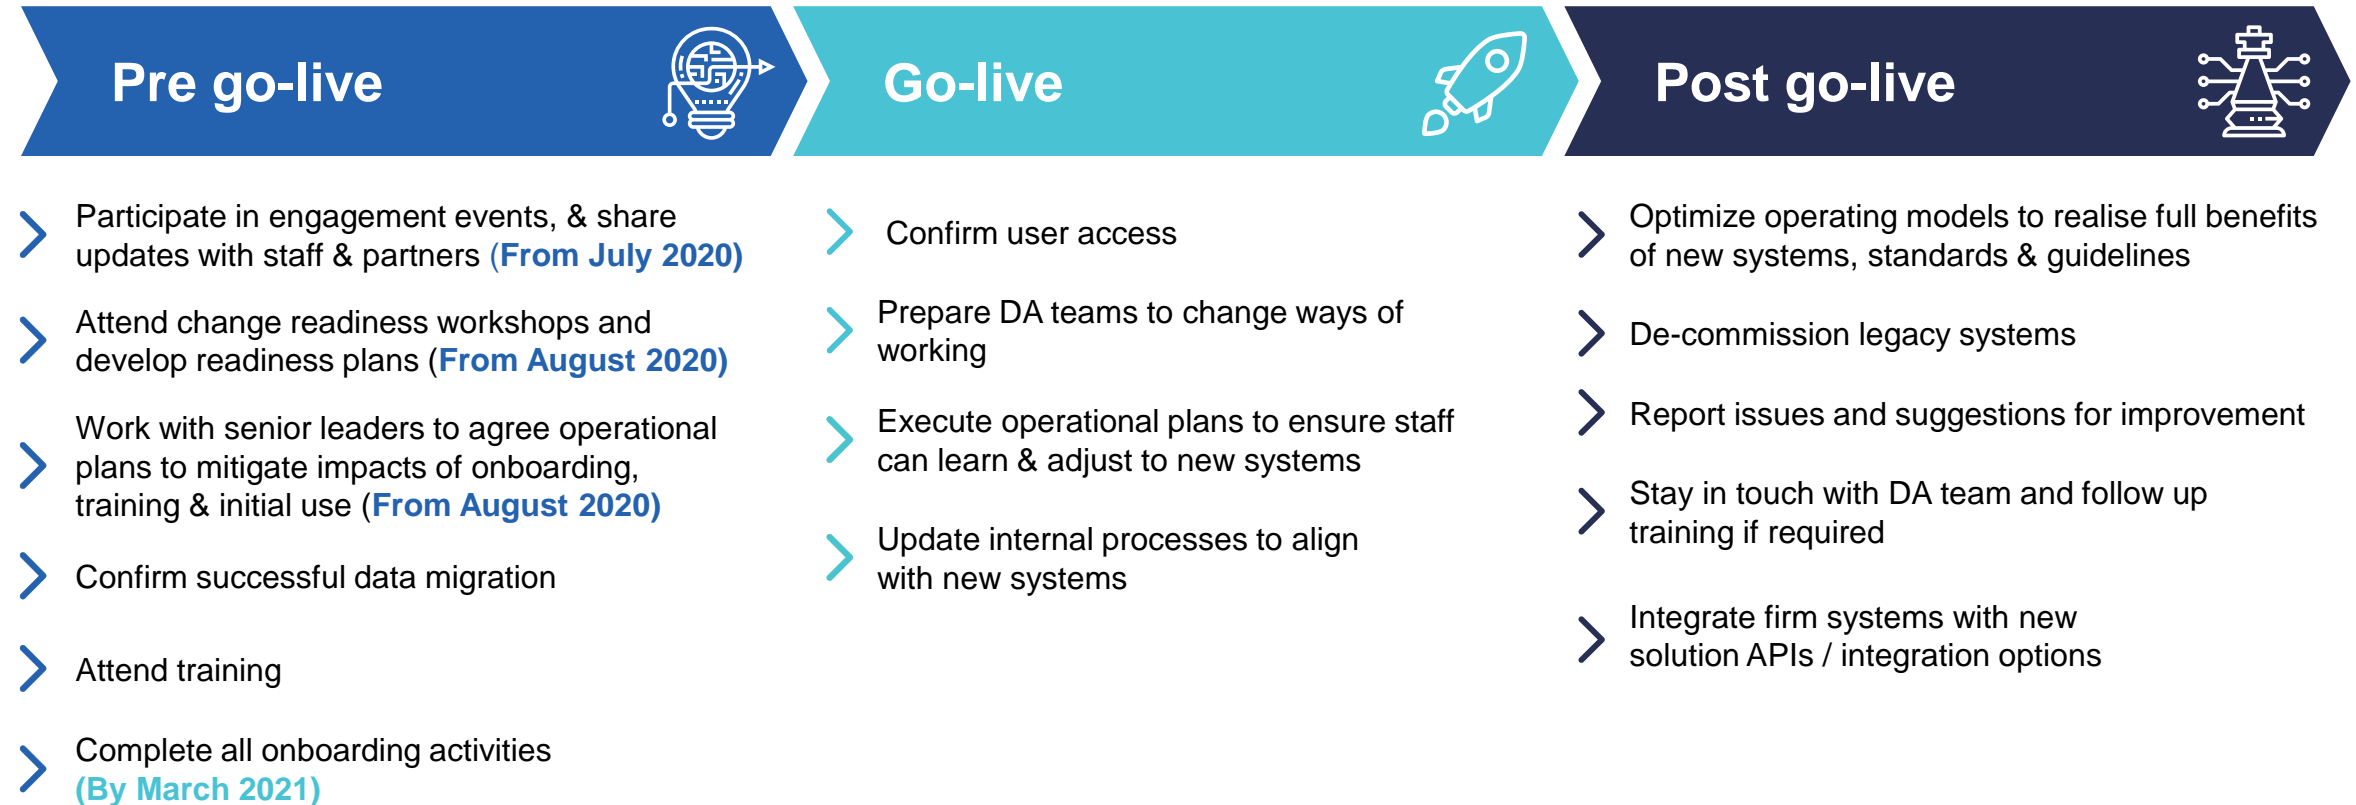 Pre go-live
Participate in engagement events, & share
updates with staff & partners (From July 2020)
Attend change readiness workshops and
develop readiness plans (From August 2020)
Work with senior leaders to agree operational
plans to mitigate impacts of onboarding,
training & initial use (From August 2020)
Confirm successful data migration
Attend training
Complete all onboarding activities
(By March 2021)
Go-live
Confirm user access
Prepare DA teams to change ways of
working
Execute operational plans to ensure staff
can learn & adjust to new systems
Update internal processes to align
with new systems
Post go-live
Optimize operating models to realise full benefits
of new systems, standards & guidelines
De-commission legacy systems
Report issues and suggestions for improvement
Stay in touch with DA team and follow up
training if required
Integrate firm systems with new
solution APIs / integration options